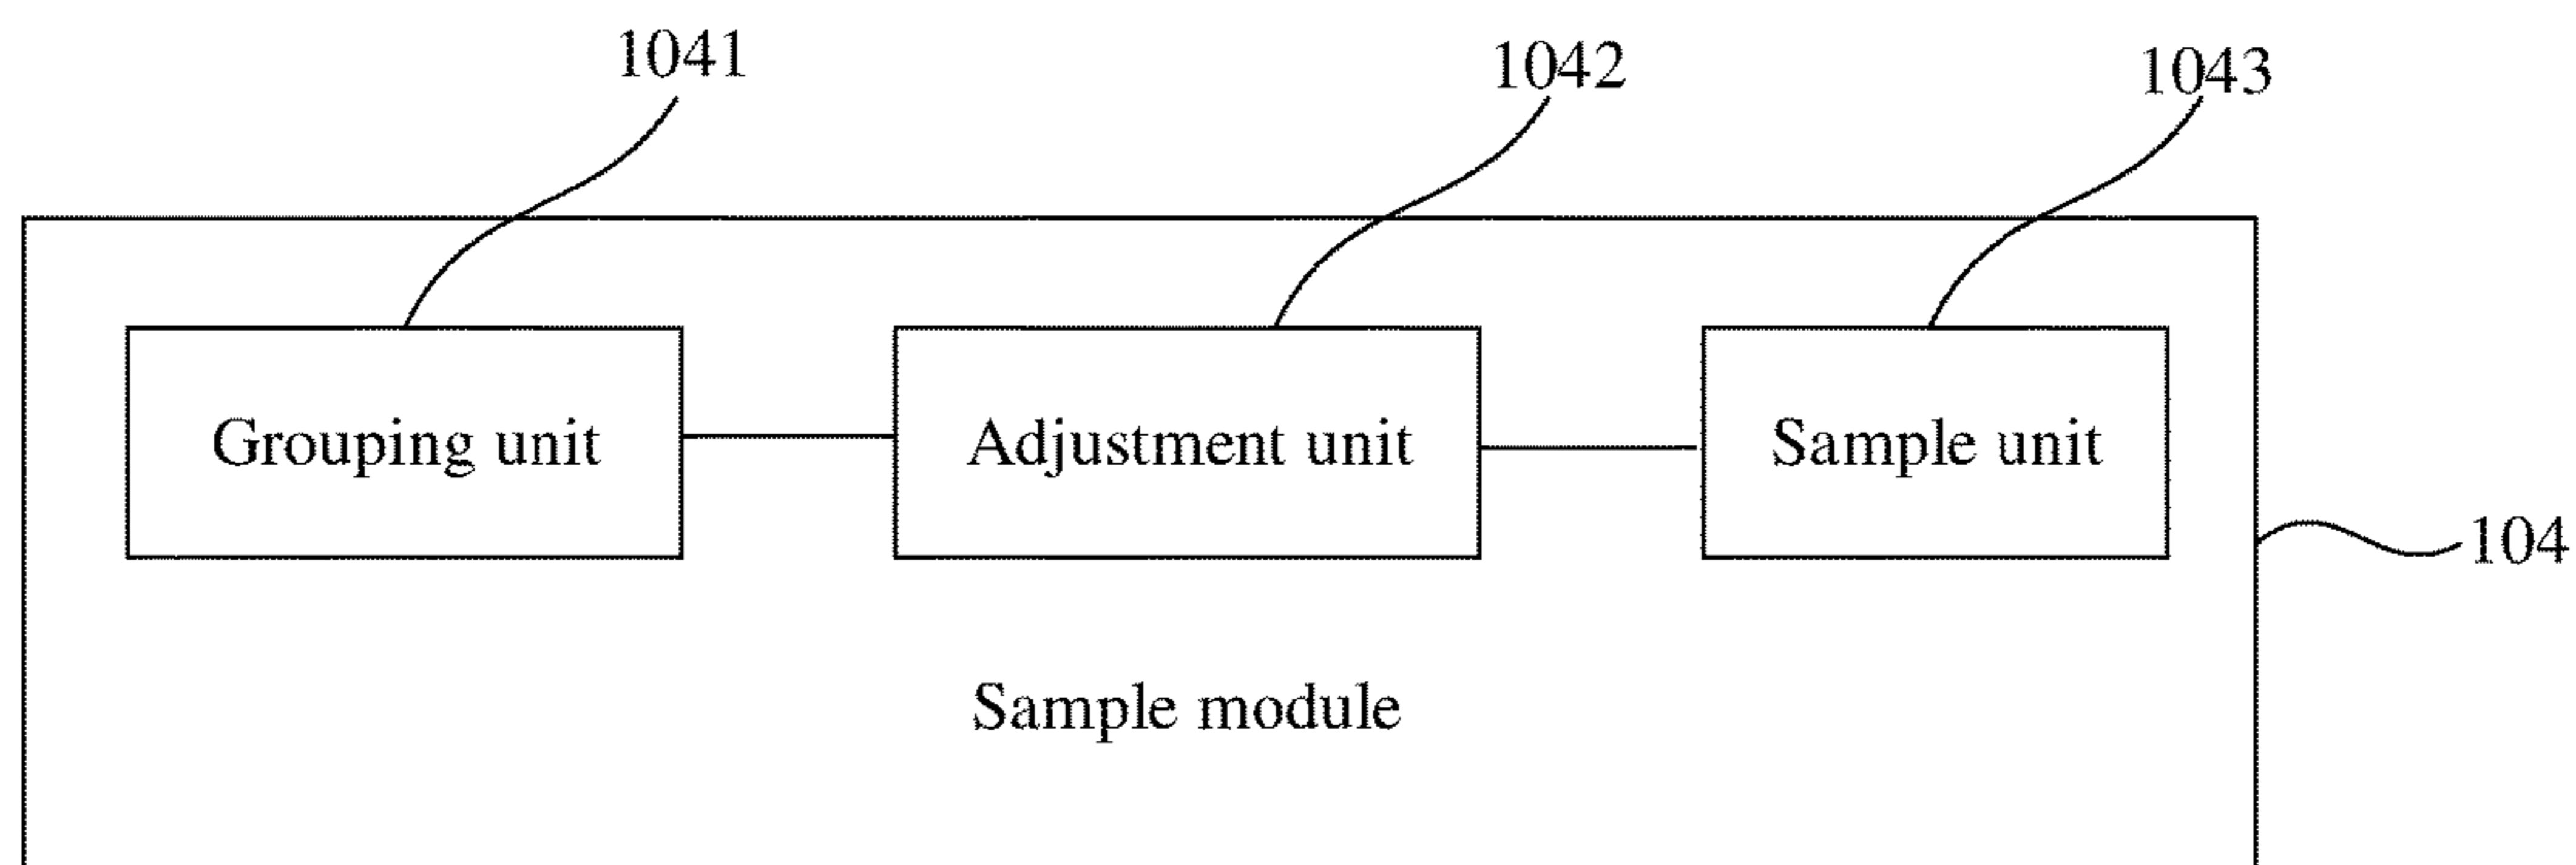 1041
1042
1043
Grouping unit
Adjustment unit
Sample unit
104
Sample module